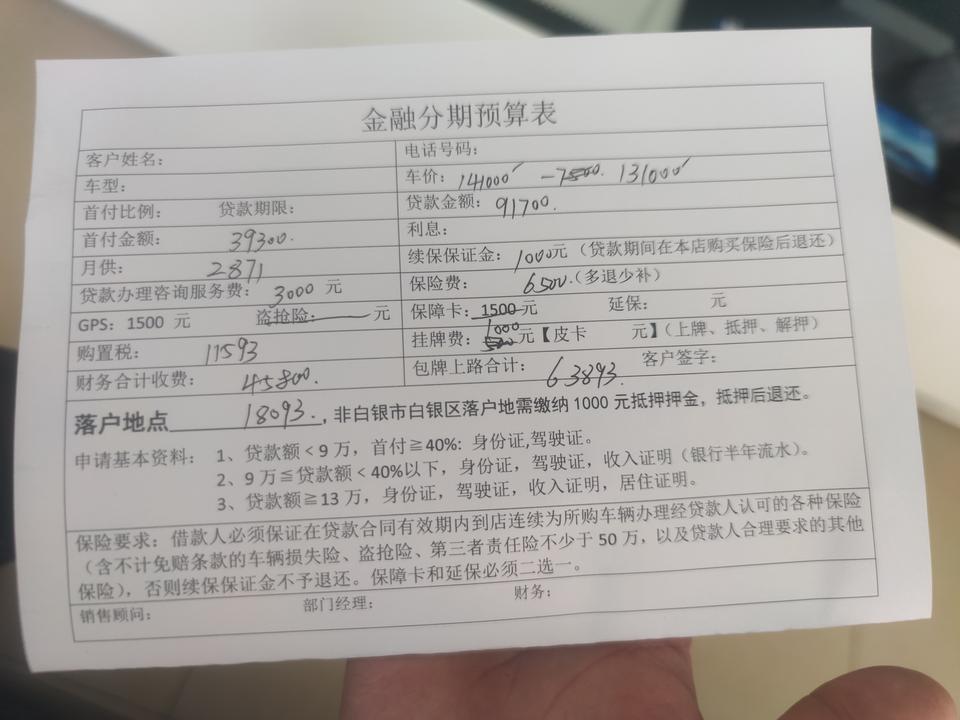 金融分期预算表
客户姓名： 电话号码：
车型： 车价：141000 -7500. 131000
首付比例： 贷款期限： 贷款金额：91700.
首付金额：39300. 利息：
月供：2871 续保保证金：1000元（贷款期间在本店购买保险后退还）
贷款办理咨询服务费：3000 元 保险费：6500.(多退少补）
GPS：1500 元 盗抢险： 元 保障卡：1500元 延保： 元
购置税：11593 挂牌费：500 1000 元【皮卡 元】（上牌、抵押、解押）
财务合计收费：45800. 包牌上路合计：63893. 客户签字：
落户地点 18093.，非白银市白银区落户地需缴纳 1000 元抵押押金，抵押后退还。
申请基本资料：1、贷款额＜9 万，首付≧40%：身份证,驾驶证。
2、9 万≦贷款额＜40%以下，身份证，驾驶证，收入证明（银行半年流水）。
3、贷款额≧13 万，身份证，驾驶证，收入证明，居住证明。
保险要求：借款人必须保证在贷款合同有效期内到店连续为所购车辆办理经贷款人认可的各种保险
（含不计免赔条款的车辆损失险、盗抢险、第三者责任险不少于 50 万，以及贷款人合理要求的其他
保险），否则续保保证金不予退还。保障卡和延保必须二选一。
销售顾问： 部门经理： 财务：